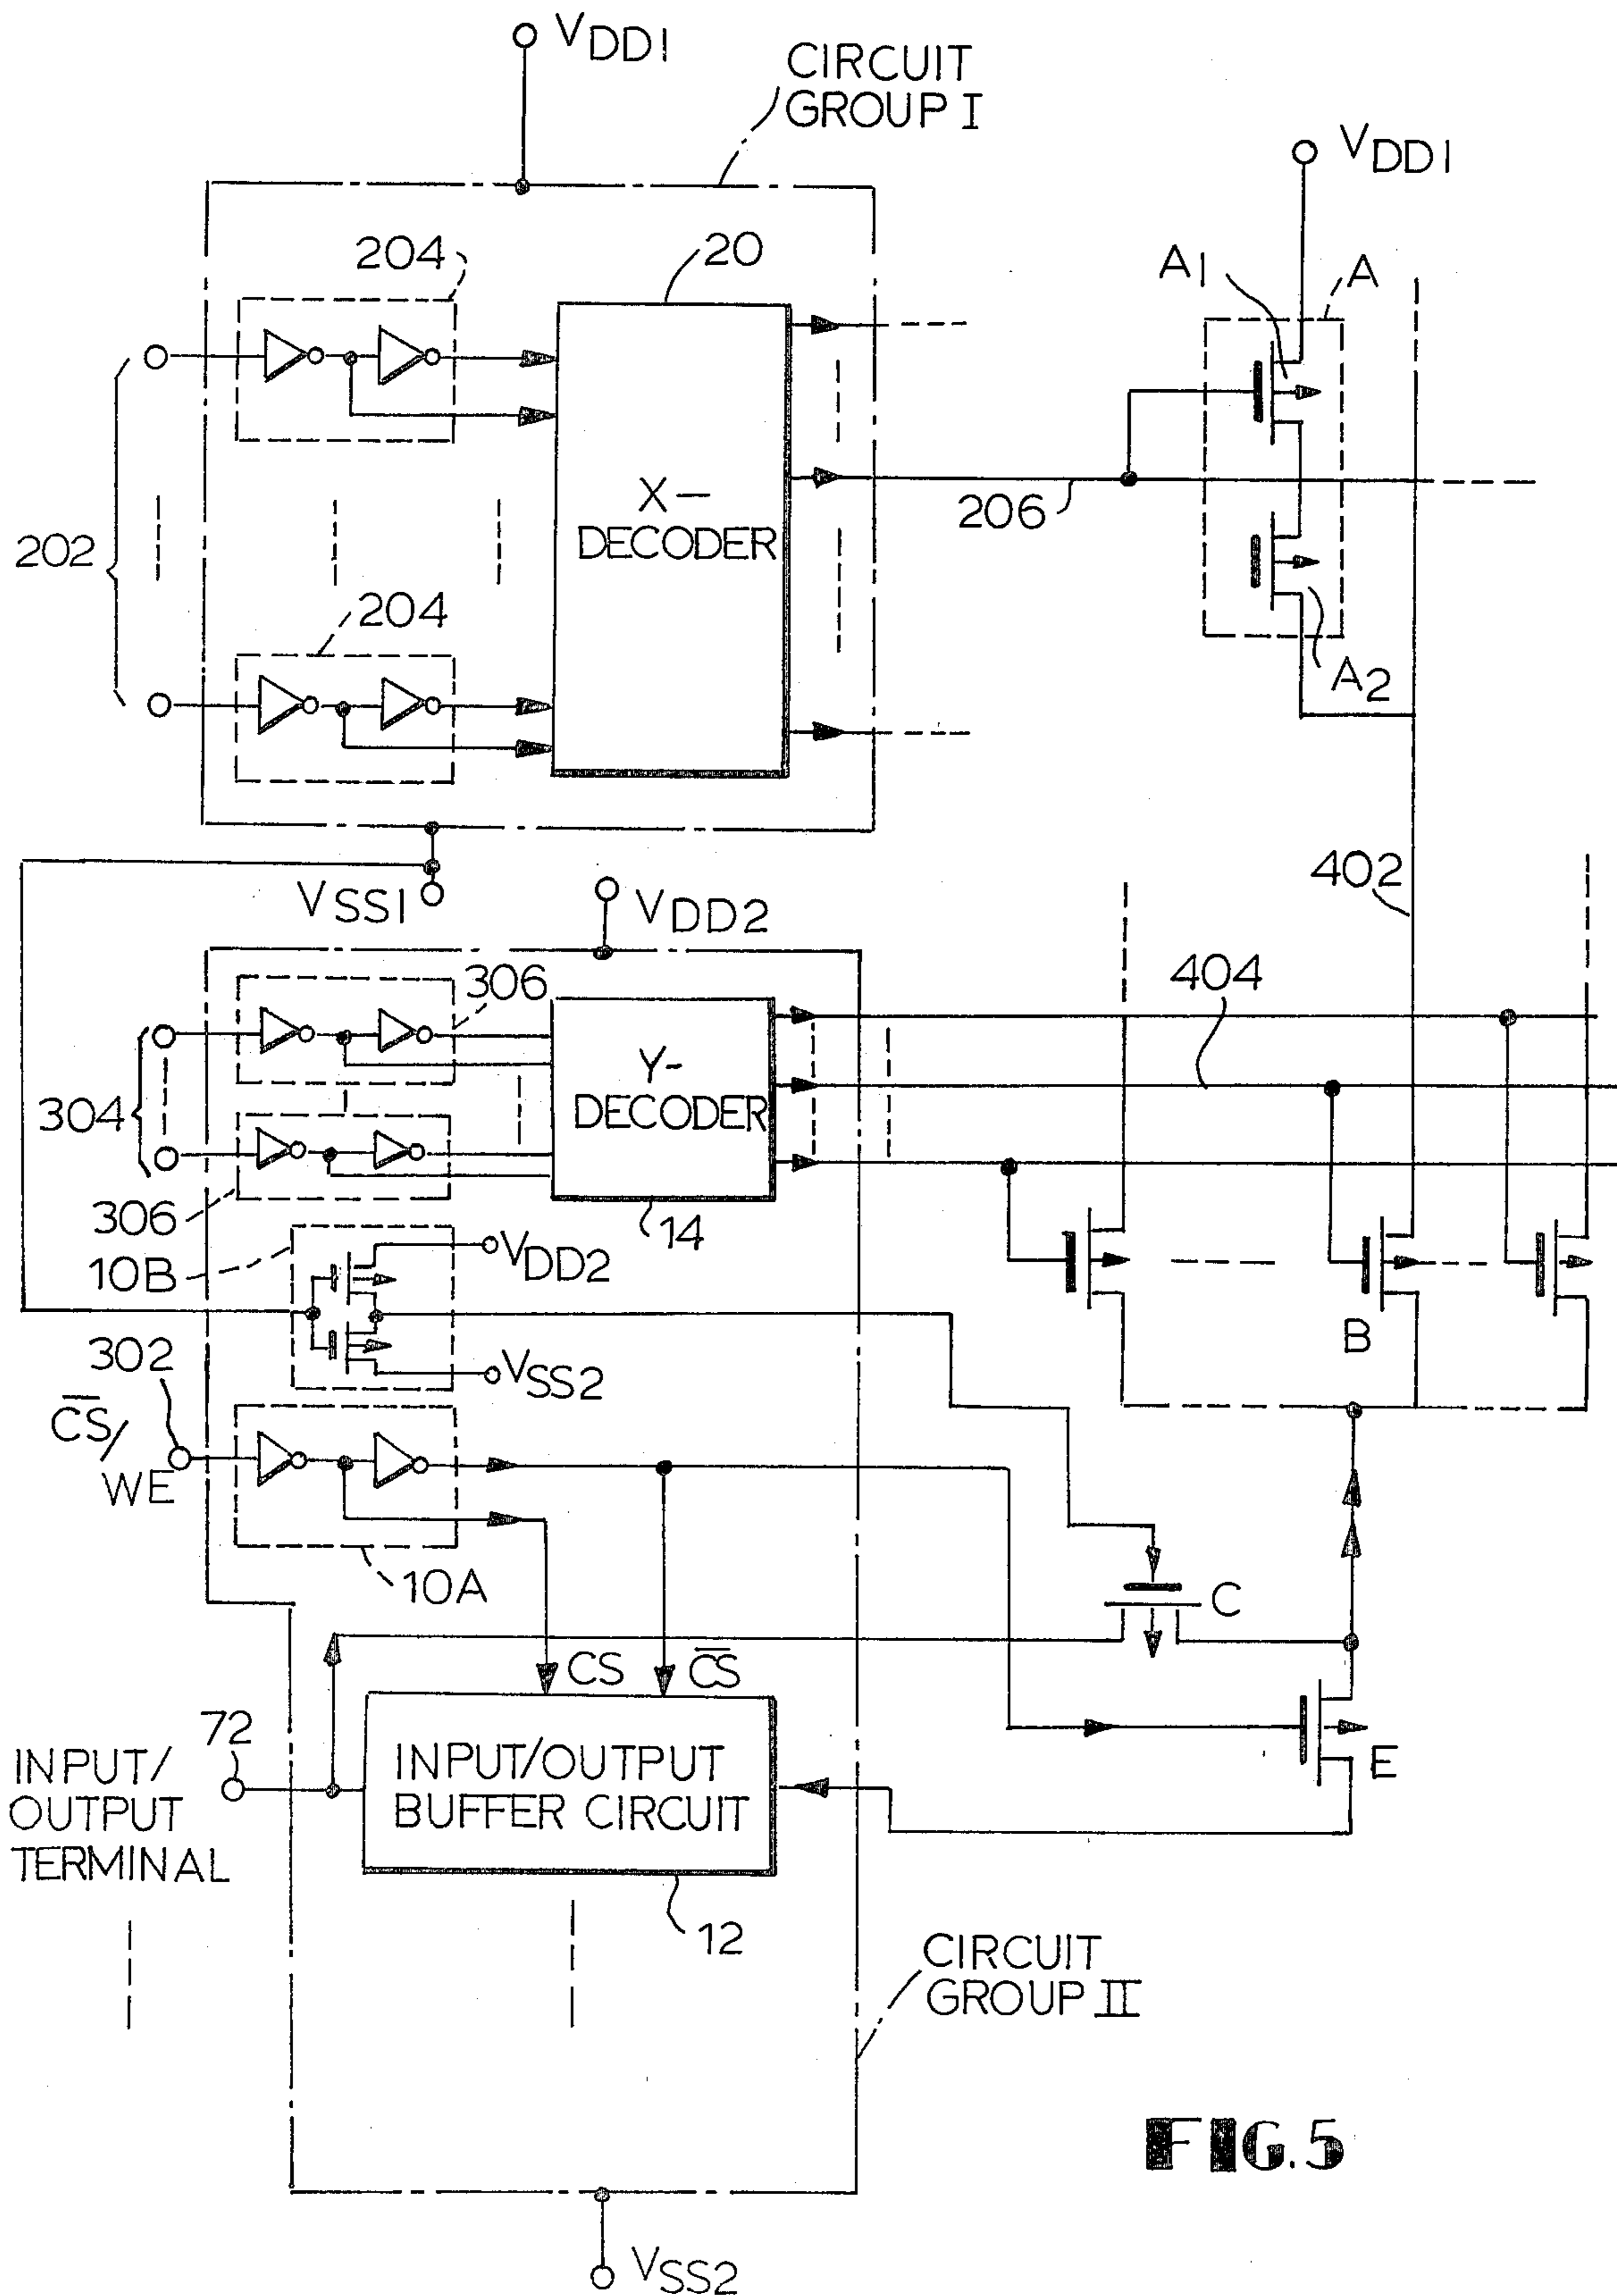 VDD1
CIRCUIT
GROUP I
VDD1
204
20
A1
A
X-
DECODER
202
206
204
A2
VSS1
VDD2
402
306
404
304
Y-
DECODER
306
14
10B
VDD2
B
302
VSS2
C̅S̅/
WE
10A
C
CS
C̅S̅
72
INPUT/
OUTPUT
TERMINAL
INPUT/OUTPUT
BUFFER CIRCUIT
E
12
CIRCUIT
GROUP II
FIG.5
VSS2